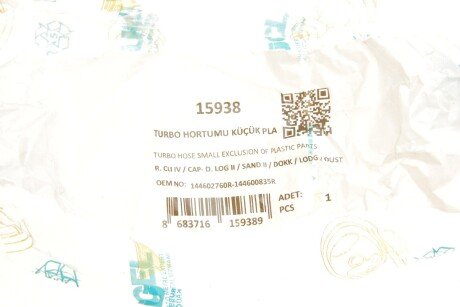 15938
TURBO HORTUMU KÜÇÜK PLA
TURBO HOSE SMALL EXCLUSION OF PLASTIC PARTS
R. CLI IV / CAP- D. LOG II / SAND II / DOKK / LODG / DUST
OEM NO: 144602760R-144600835R
ADET: 1
PCS
8 683716 159389